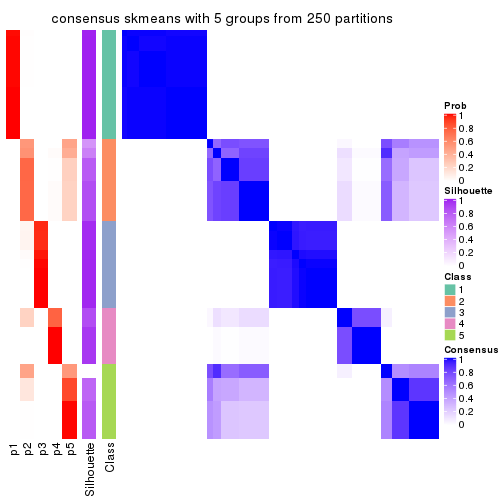 consensus skmeans with 5 groups from 250 partitions
Prob
1
0.8
0.6
0.4
0.2
0
Silhouette
1
0.8
0.6
0.4
0.2
0
Class
1
2
3
4
5
Consensus
1
0.8
0.6
0.4
0.2
0
p1
p2
p3
p4
p5
Silhouette
Class